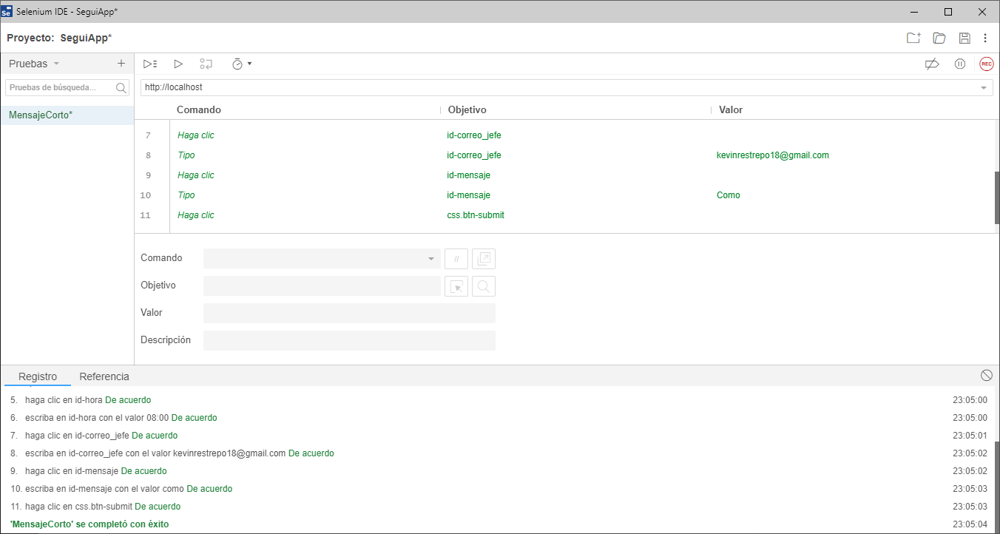 Se Selenium IDE - SeguiApp*
Proyecto: SeguiApp*
Pruebas
REC
Pruebas de búsqueda...
http://localhost
MensajeCorto*
Comando Objetivo Valor
7 Haga clic id-correo_jefe
8 Tipo id-correo_jefe kevinrestrepo18@gmail.com
9 Haga clic id-mensaje
10 Tipo id-mensaje Como
11 Haga clic css.btn-submit
Comando //
Objetivo
Valor
Descripción
Registro Referencia
5. haga clic en id-hora De acuerdo 23:05:00
6. escriba en id-hora con el valor 08:00 De acuerdo 23:05:00
7. haga clic en id-correo_jefe De acuerdo 23:05:01
8. escriba en id-correo_jefe con el valor kevinrestrepo18@gmail.com De acuerdo 23:05:02
9. haga clic en id-mensaje De acuerdo 23:05:02
10. escriba en id-mensaje con el valor como De acuerdo 23:05:03
11. haga clic en css.btn-submit De acuerdo 23:05:03
'MensajeCorto' se completó con éxito 23:05:04